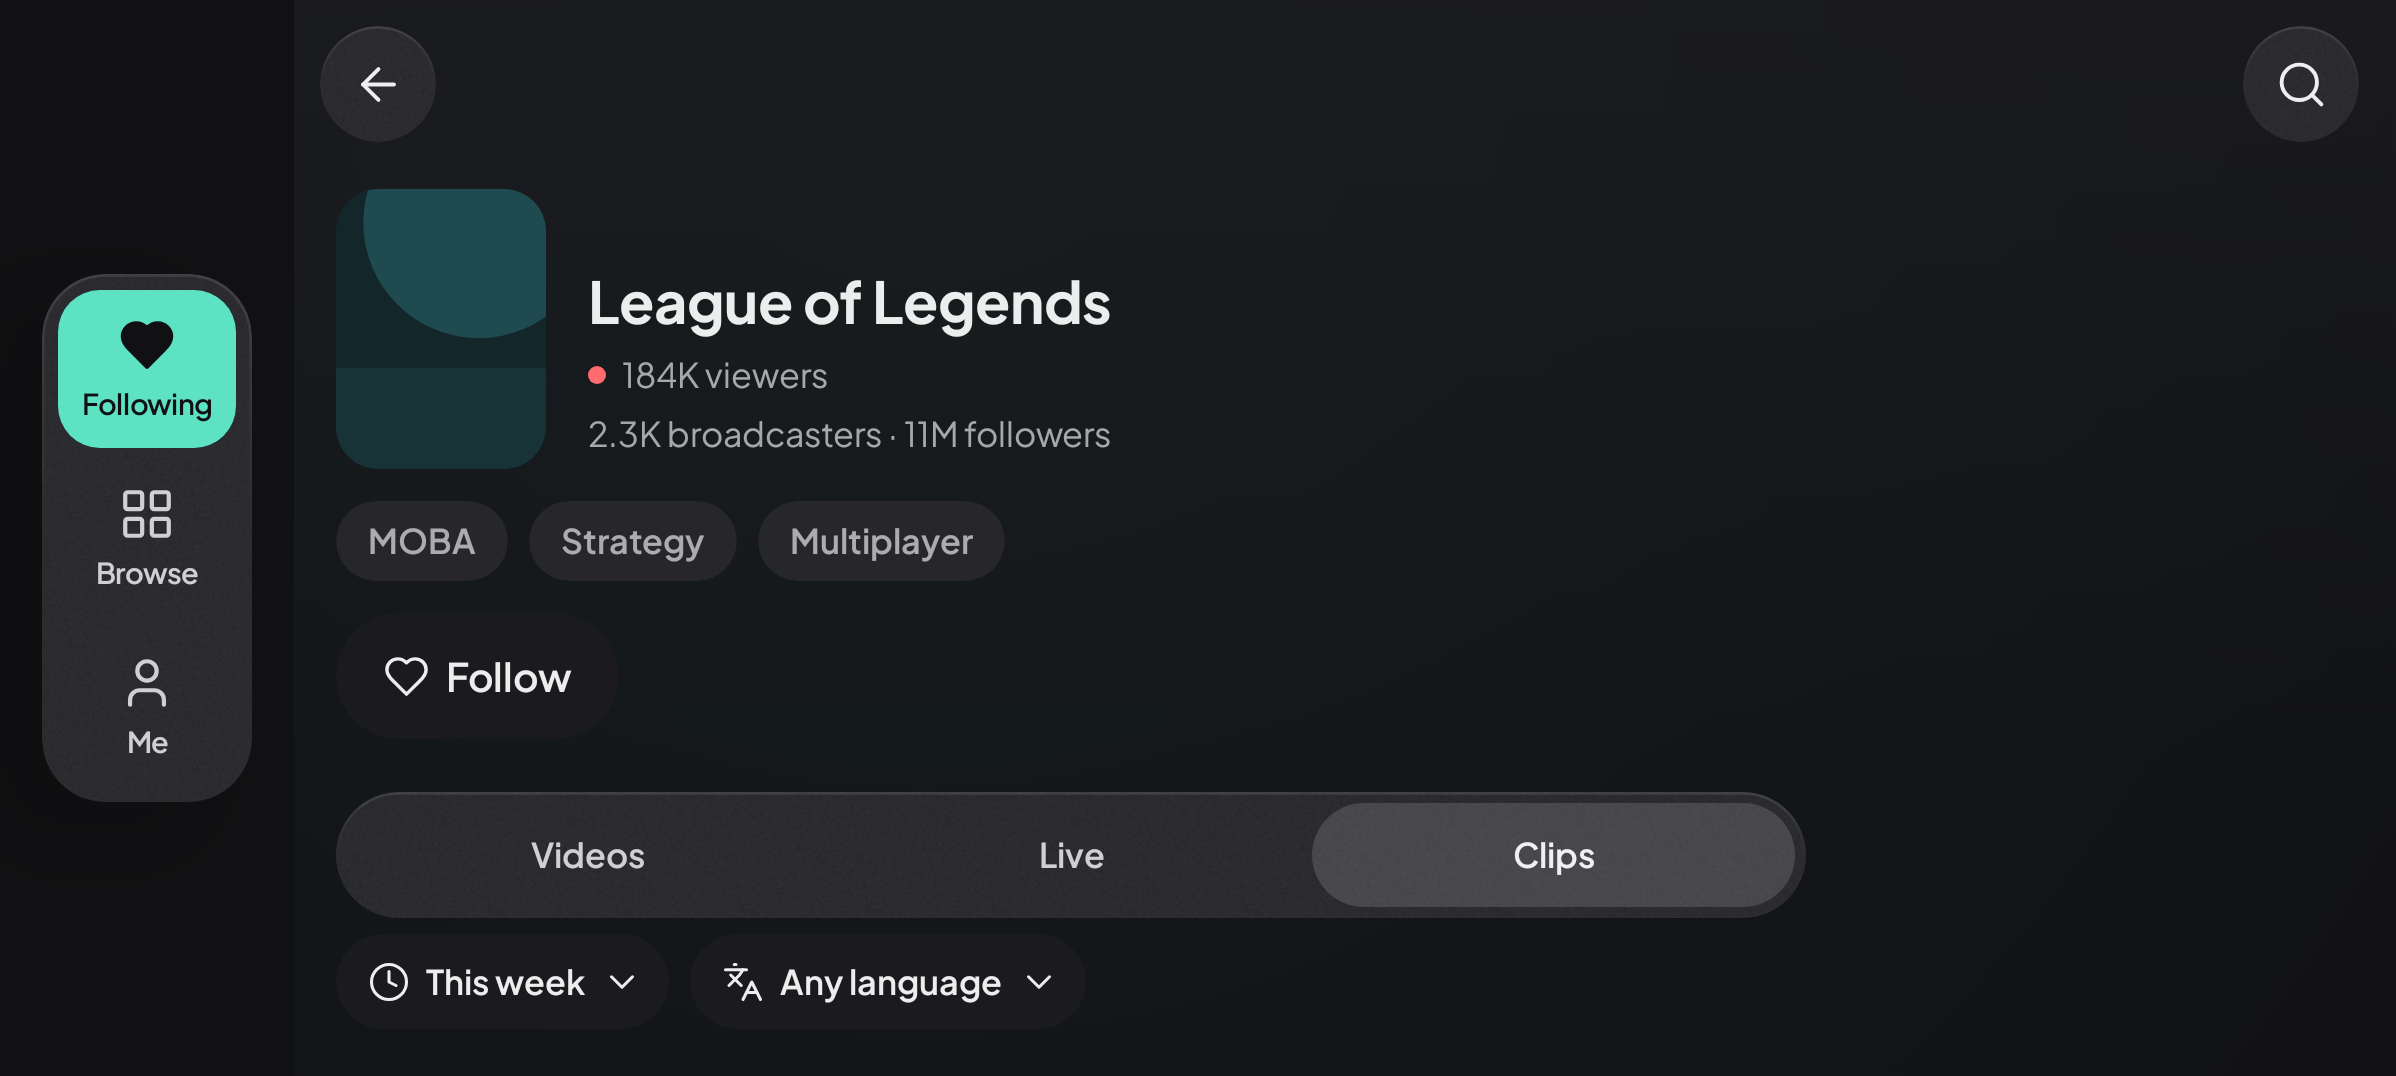 League of Legends
184K viewers
2.3K broadcasters · 11M followers
Following
Browse
Me
MOBA
Strategy
Multiplayer
Follow
Videos
Live
Clips
This week
Any language